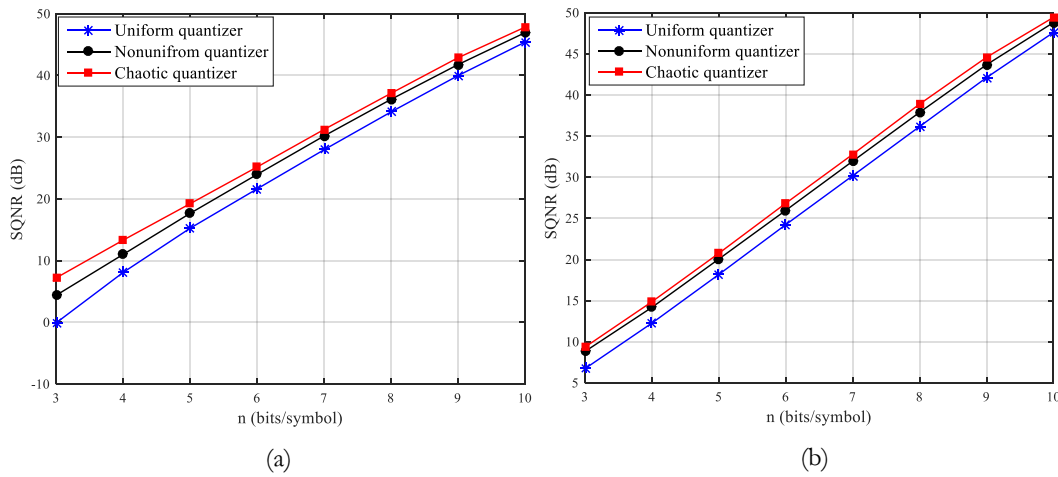 Uniform quantizer
Nonunifrom quantizer
Chaotic quantizer
50
40
30
20
10
0
-10
SQNR (dB)
3 4 5 6 7 8 9 10
n (bits/symbol)
(a)
Uniform quantizer
Nonuniform quantizer
Chaotic quantizer
50
45
40
35
30
25
20
15
10
5
SQNR (dB)
3 4 5 6 7 8 9 10
n (bits/symbol)
(b)